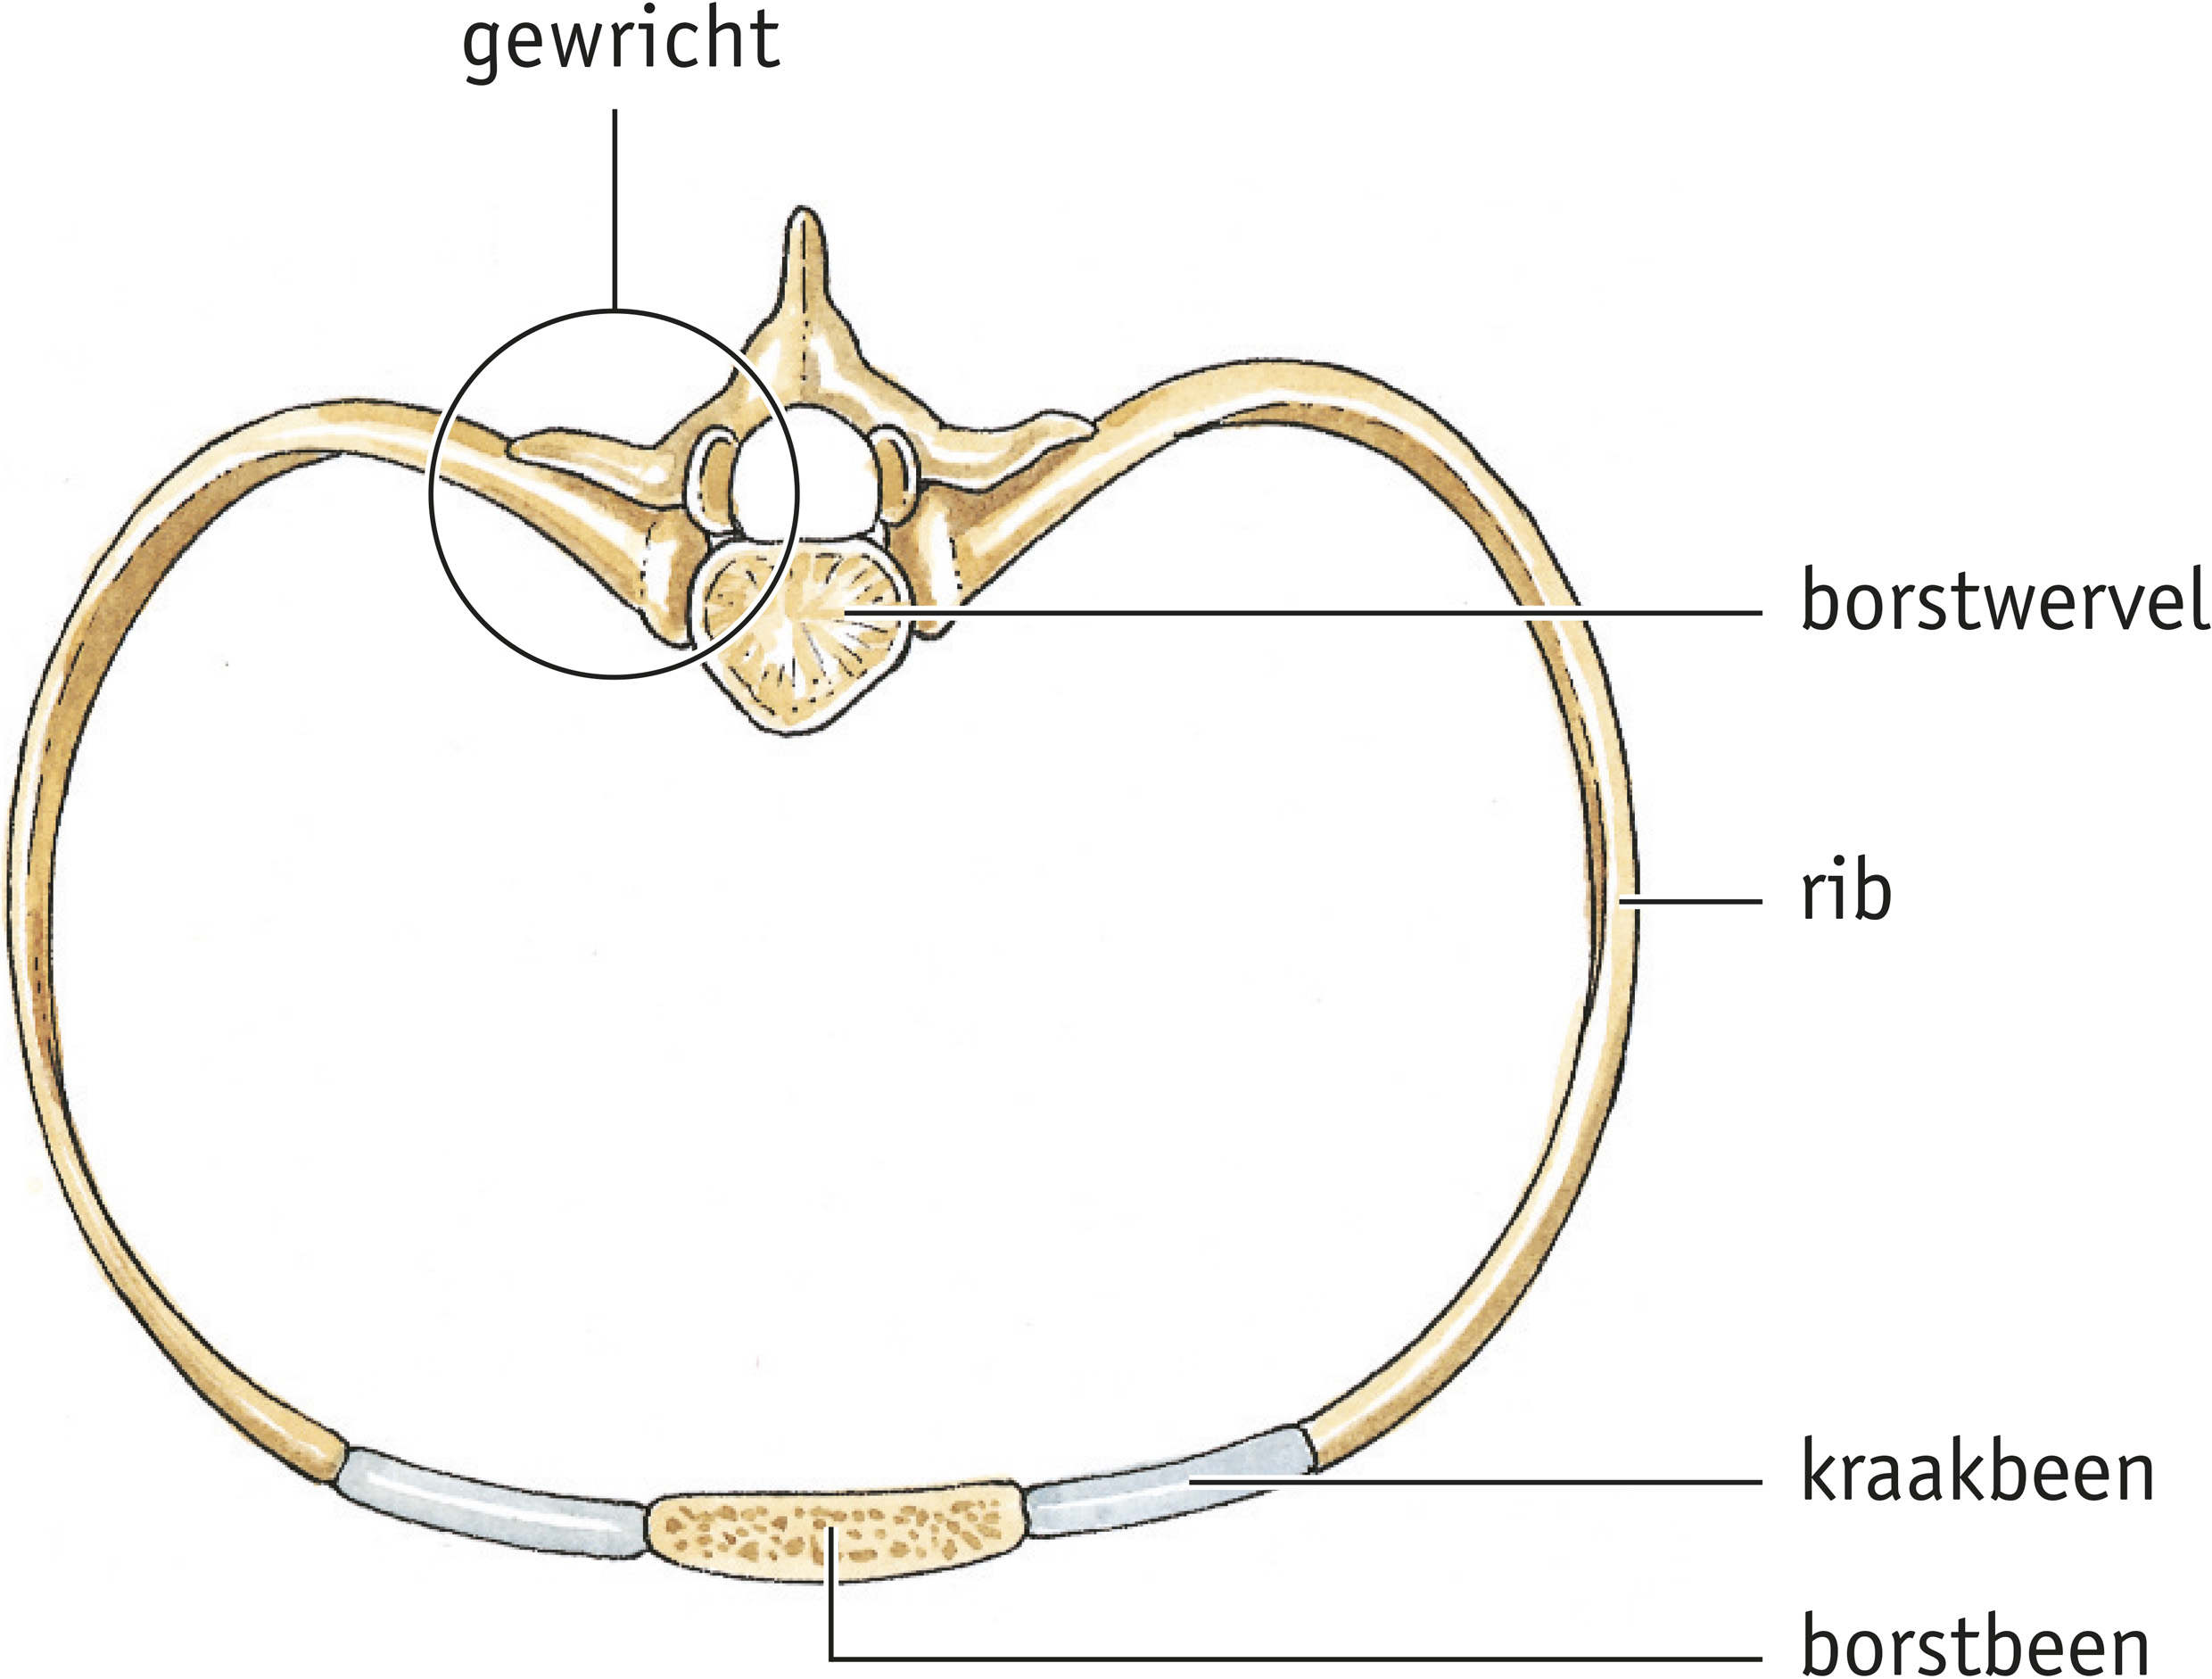 gewricht
borstwervel
rib
kraakbeen
borstbeen